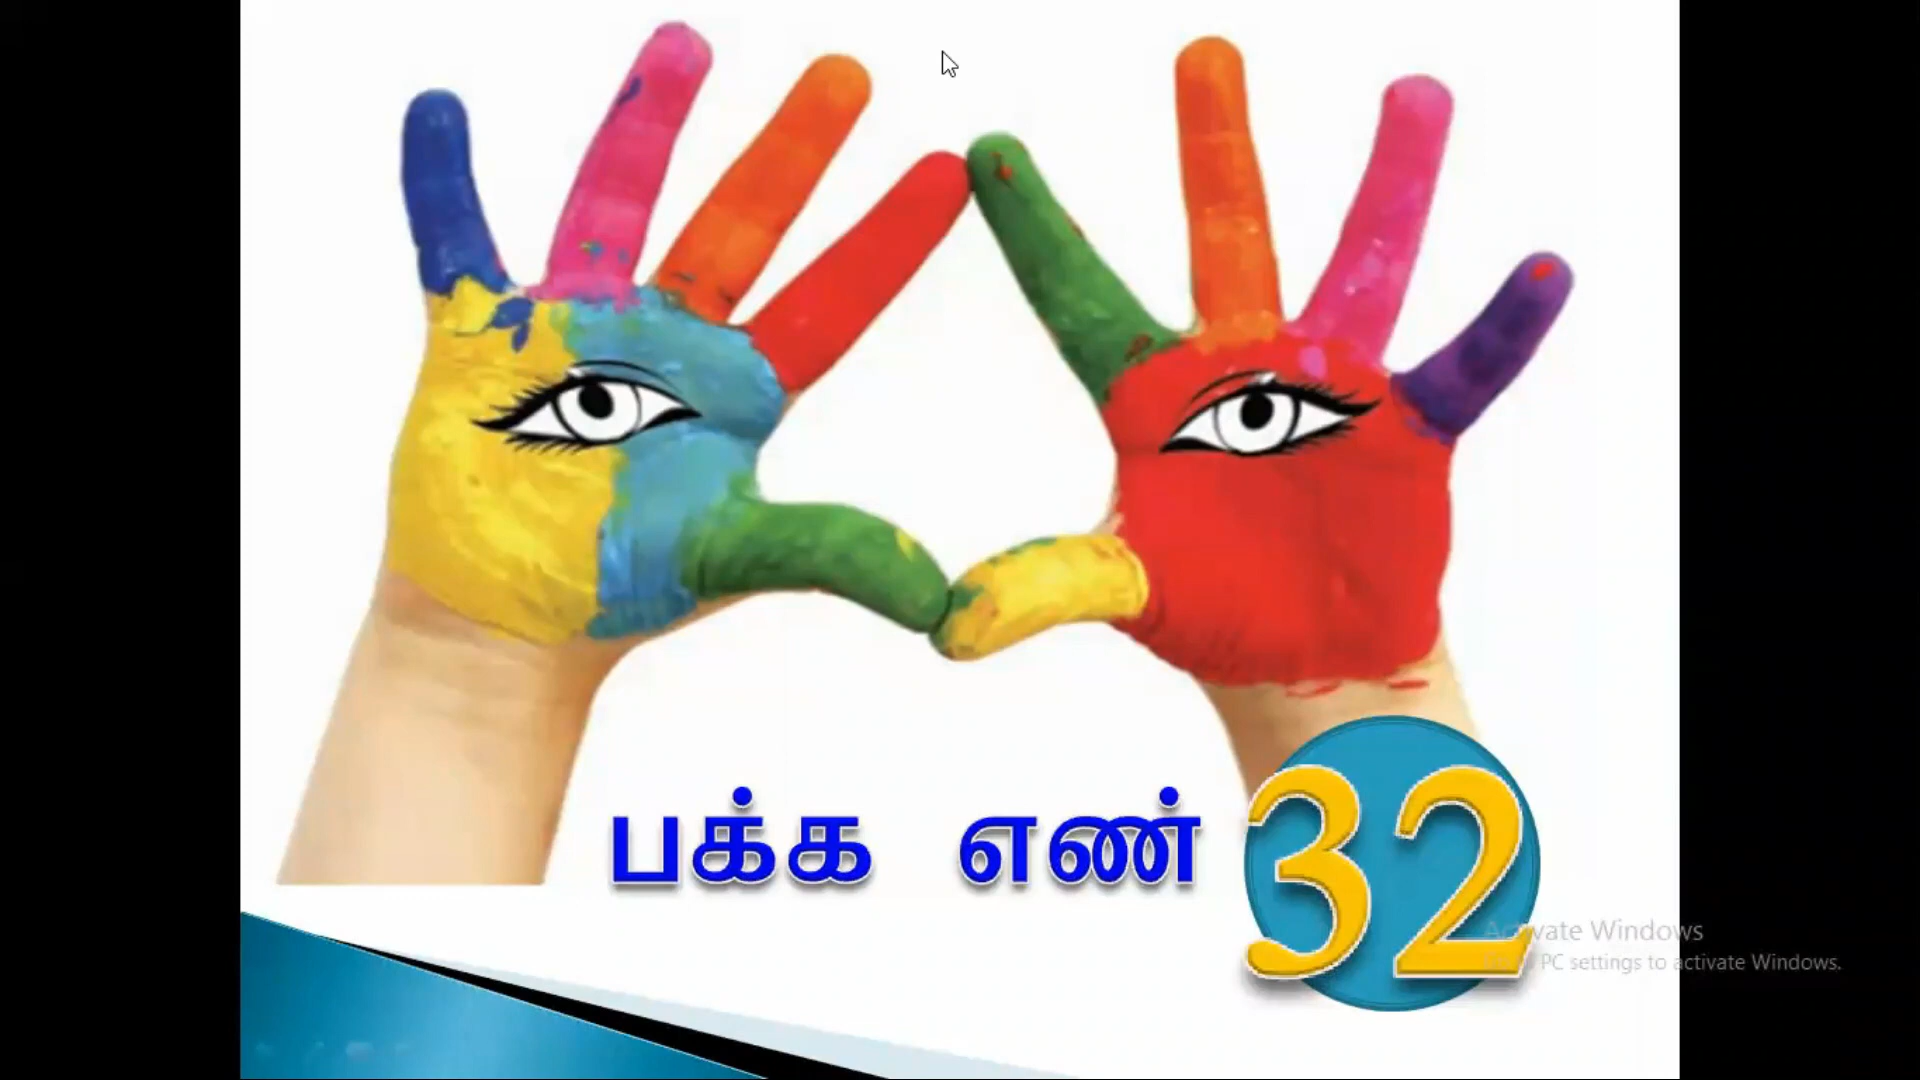 பக்க எண் 32
Activate Windows
Go to PC settings to activate Windows.